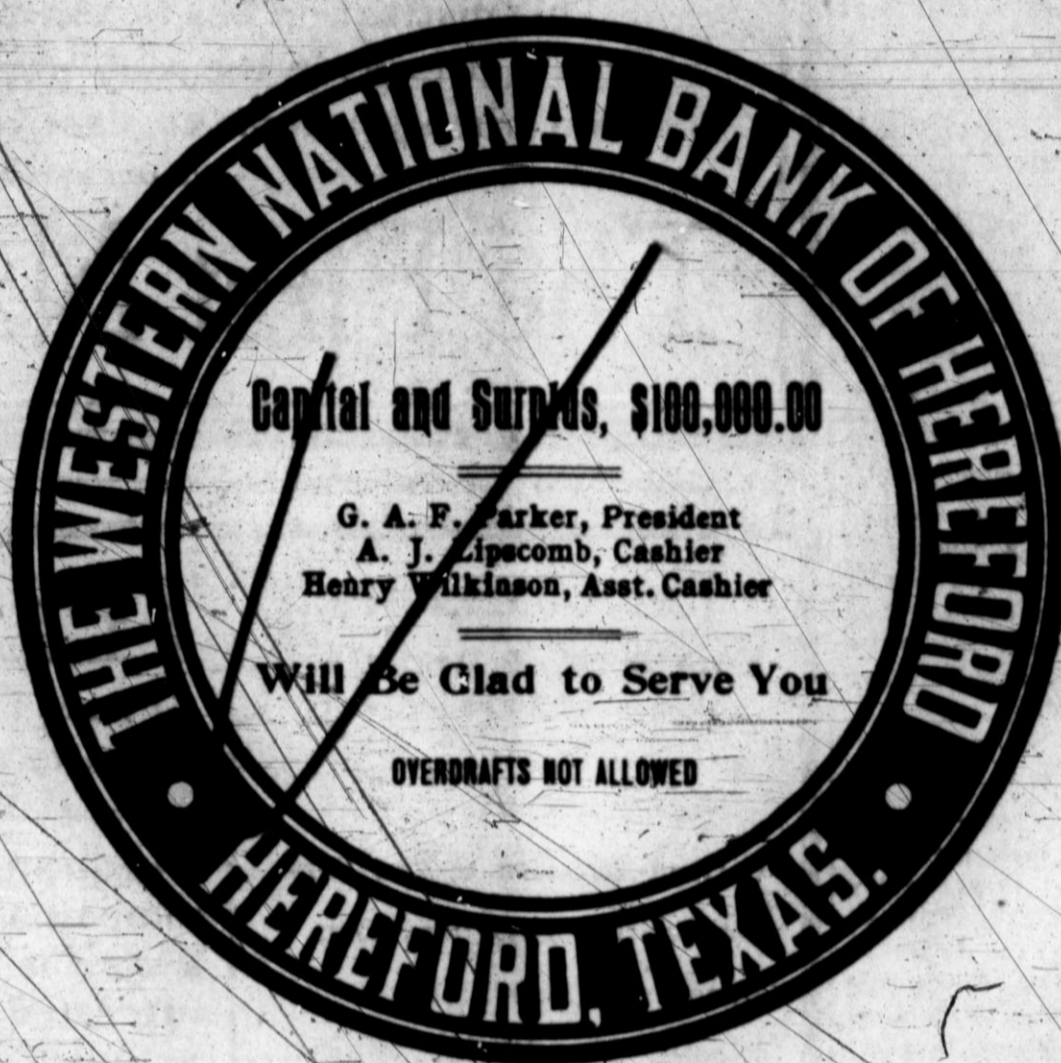 THE WESTERN NATIONAL BANK OF HEREFORD
Capital and Surplus, $100,000.00
G. A. F. Parker, President
A. J. Lipscomb, Cashier
Henry Wilkinson, Asst. Cashier
Will Be Glad to Serve You
OVERDRAFTS NOT ALLOWED
HEREFORD, TEXAS.